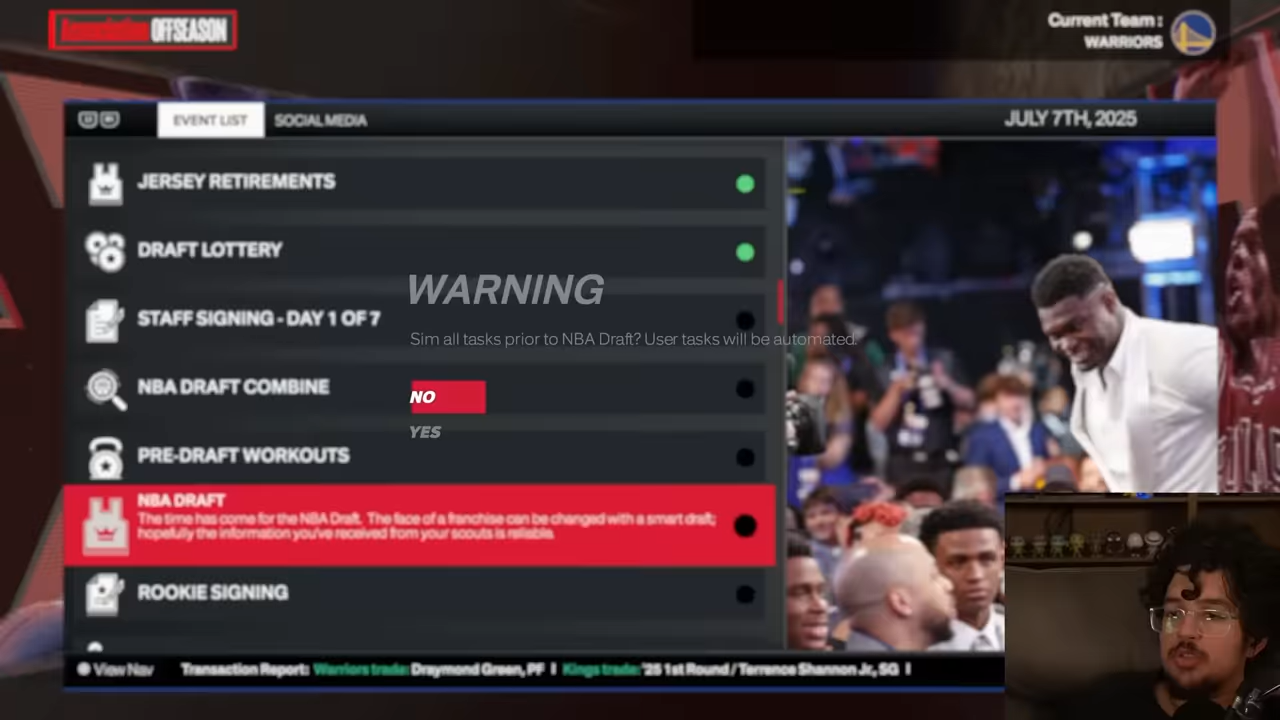 OFFSEASON
Current Team :
WARRIORS
EVENT LIST
SOCIAL MEDIA
JULY 7TH, 2025
JERSEY RETIREMENTS
DRAFT LOTTERY
WARNING
STAFF SIGNING - DAY 1 OF 7
Sim all tasks prior to NBA Draft? User tasks will be automated.
NBA DRAFT COMBINE
NO
YES
PRE-DRAFT WORKOUTS
NBA DRAFT
The time has come for the NBA Draft. The face of a franchise can be changed with a smart draft;
hopefully the information you've received from your scouts is reliable.
ROOKIE SIGNING
View Nav
Transaction Report: Warriors trade: Draymond Green, PF | Kings trade: '25 1st Round / Terrence Shannon Jr., SG |